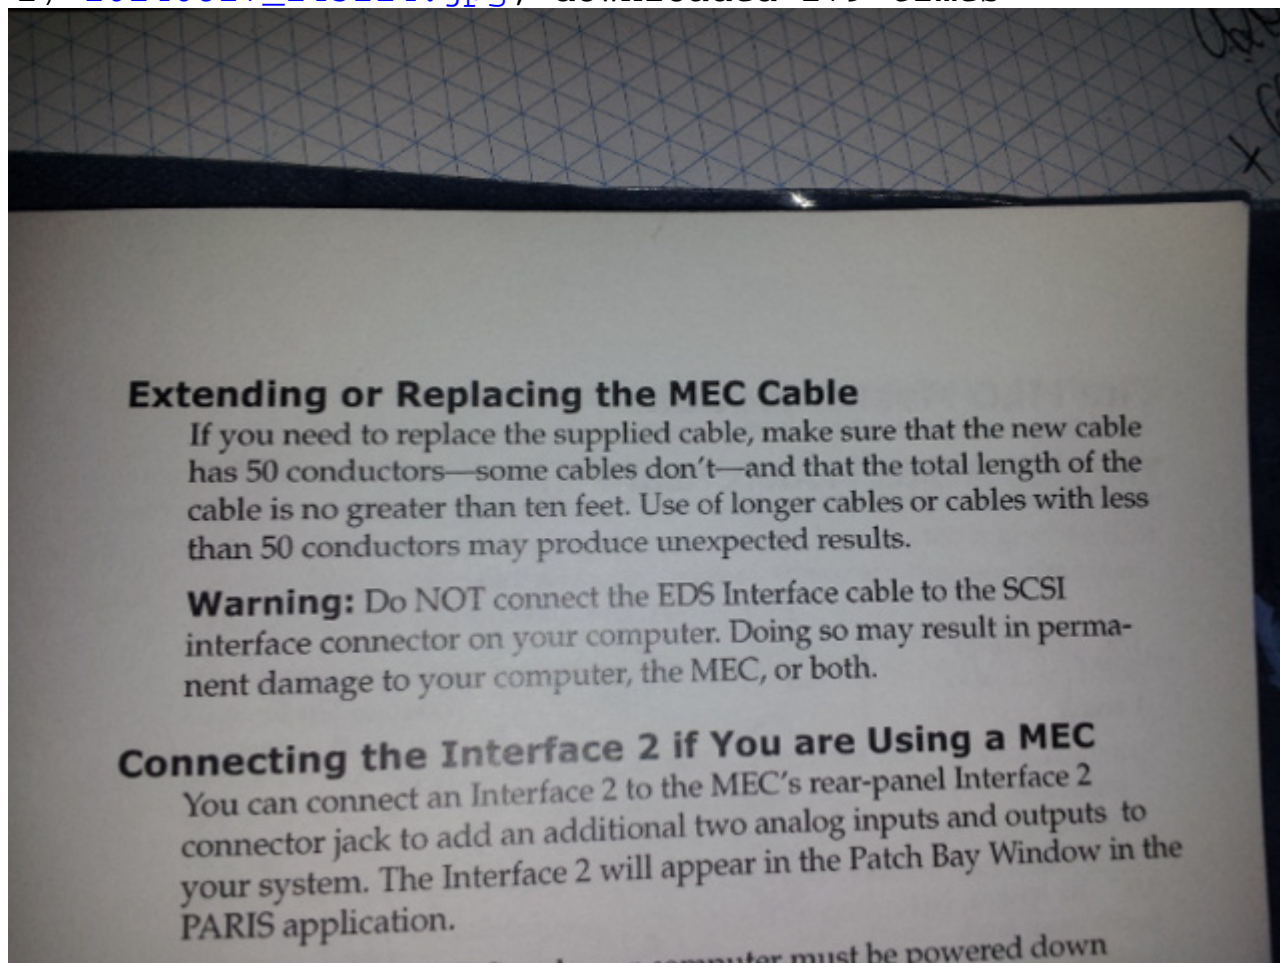 Extending or Replacing the MEC Cable
If you need to replace the supplied cable, make sure that the new cable
has 50 conductors—some cables don't—and that the total length of the
cable is no greater than ten feet. Use of longer cables or cables with less
than 50 conductors may produce unexpected results.
Warning: Do NOT connect the EDS Interface cable to the SCSI
interface connector on your computer. Doing so may result in perma-
nent damage to your computer, the MEC, or both.
Connecting the Interface 2 if You are Using a MEC
You can connect an Interface 2 to the MEC's rear-panel Interface 2
connector jack to add an additional two analog inputs and outputs to
your system. The Interface 2 will appear in the Patch Bay Window in the
PARIS application.
computer must be powered down